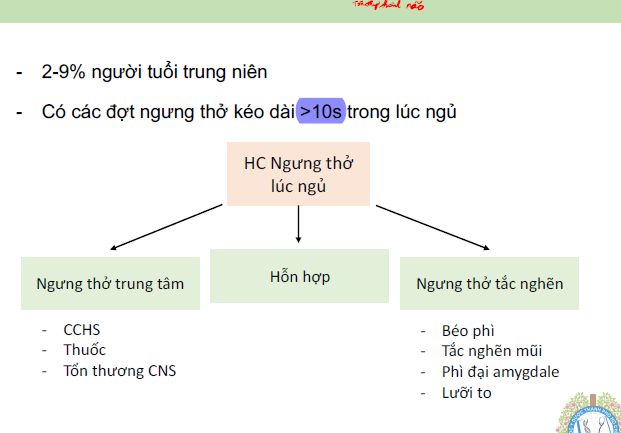 - 2-9% người tuổi trung niên
- Có các đợt ngưng thở kéo dài >10s trong lúc ngủ
HC Ngưng thở
lúc ngủ
Ngưng thở trung tâm
Hỗn hợp
Ngưng thở tắc nghẽn
- CCHS
- Thuốc
- Tổn thương CNS
- Béo phì
- Tắc nghẽn mũi
- Phì đại amygdale
- Lưỡi to